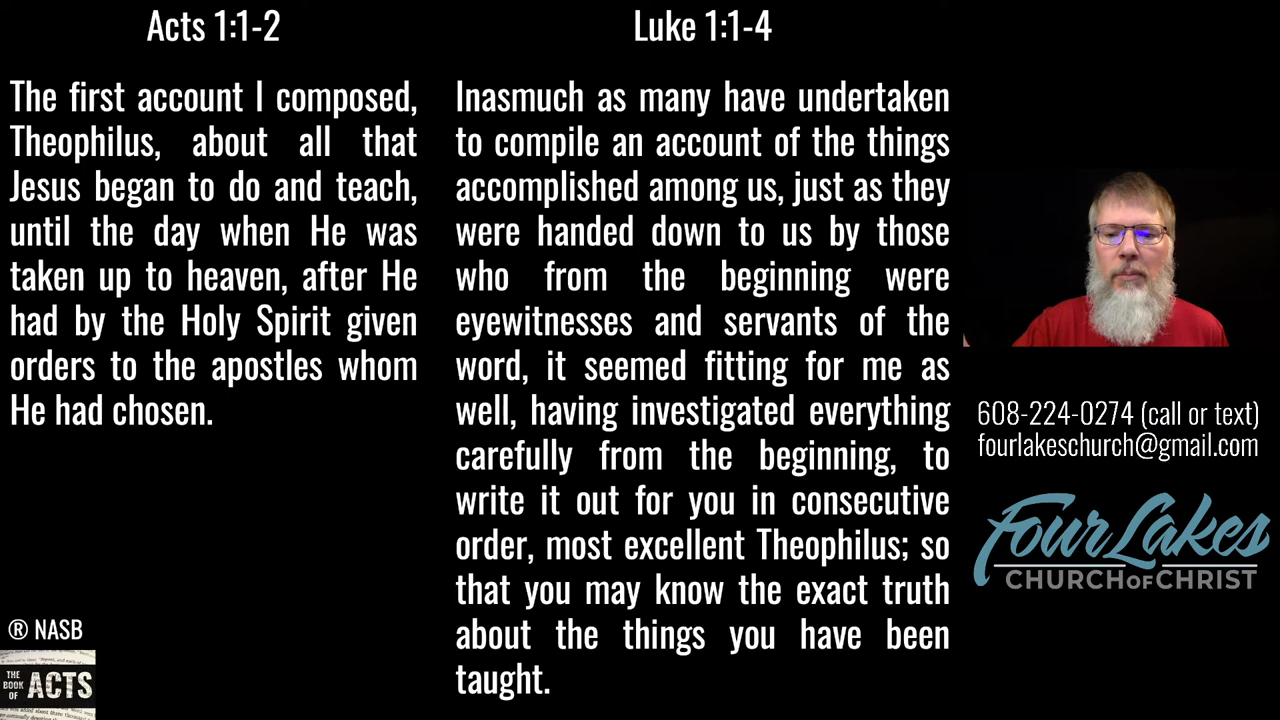 Acts 1:1-2
The first account I composed,
Theophilus, about all that
Jesus began to do and teach,
until the day when He was
taken up to heaven, after He
had by the Holy Spirit given
orders to the apostles whom
He had chosen.
® NASB
THE
BOOK
OF
ACTS
Luke 1:1-4
Inasmuch as many have undertaken
to compile an account of the things
accomplished among us, just as they
were handed down to us by those
who from the beginning were
eyewitnesses and servants of the
word, it seemed fitting for me as
well, having investigated everything
carefully from the beginning, to
write it out for you in consecutive
order, most excellent Theophilus; so
that you may know the exact truth
about the things you have been
taught.
608-224-0274 (call or text)
fourlakeschurch@gmail.com
Four Lakes
CHURCH OF CHRIST